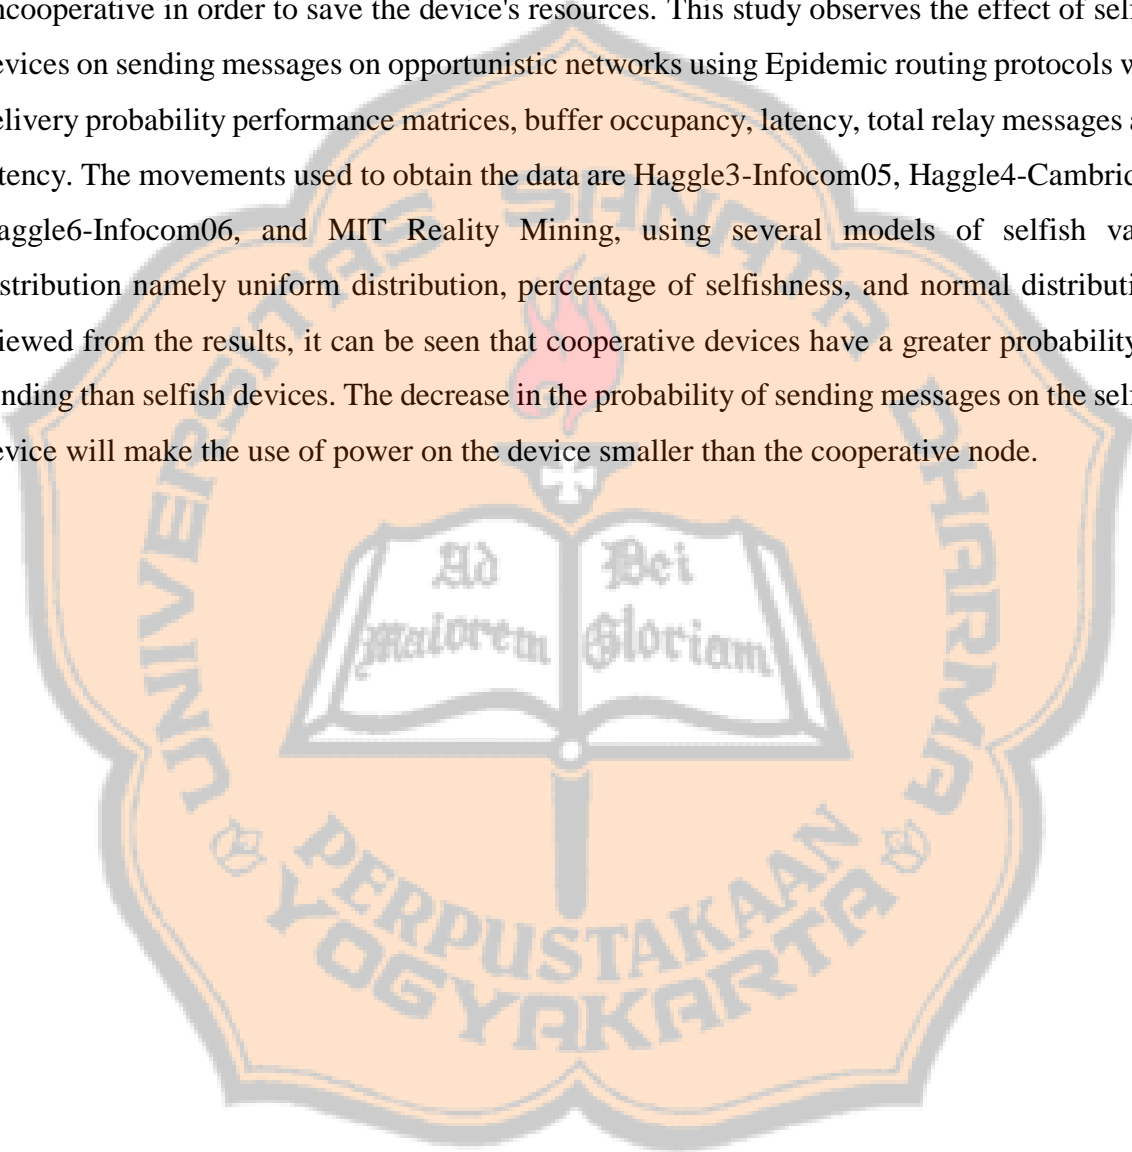 ncooperative in order to save the device's resources. This study observes the effect of self
evices on sending messages on opportunistic networks using Epidemic routing protocols w
elivery probability performance matrices, buffer occupancy, latency, total relay messages a
tency. The movements used to obtain the data are Haggle3-Infocom05, Haggle4-Cambrid
aggle6-Infocom06, and MIT Reality Mining, using several models of selfish va
stribution namely uniform distribution, percentage of selfishness, and normal distributi
iewed from the results, it can be seen that cooperative devices have a greater probability
nding than selfish devices. The decrease in the probability of sending messages on the self
evice will make the use of power on the device smaller than the cooperative node.
UNIVERSITAS SANATA DHARMA
Ad Dei
maiorem Gloriam
PERPUSTAKAAN
YOGYAKARTA